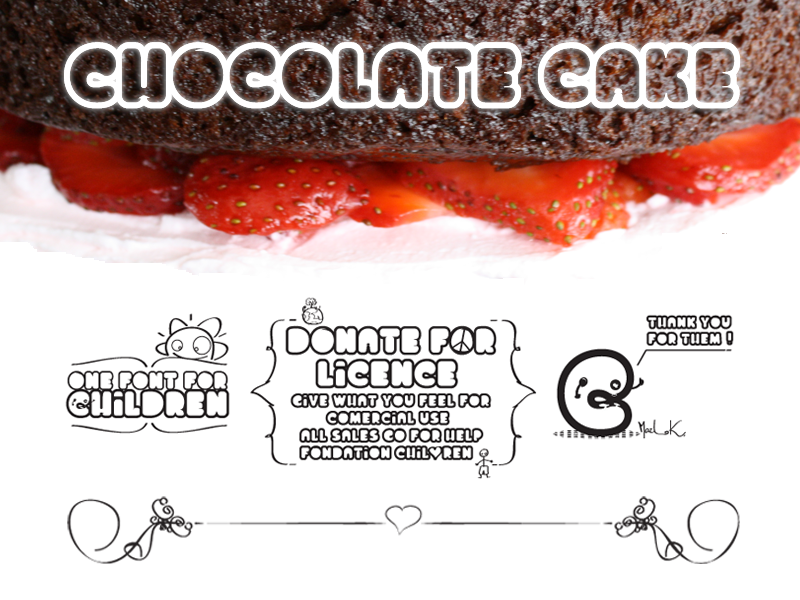 CHOCOLATE CAKE
ONE FONT FOR
CHiLDREN
DONATE FOR
LiCENCE
GiVE WHAT YOU FEEL FOR
COMERCiAL USE
ALL SALES GO FOR HELP
FONDATiON CHiLDREN
THANK YOU
FOR THEM !